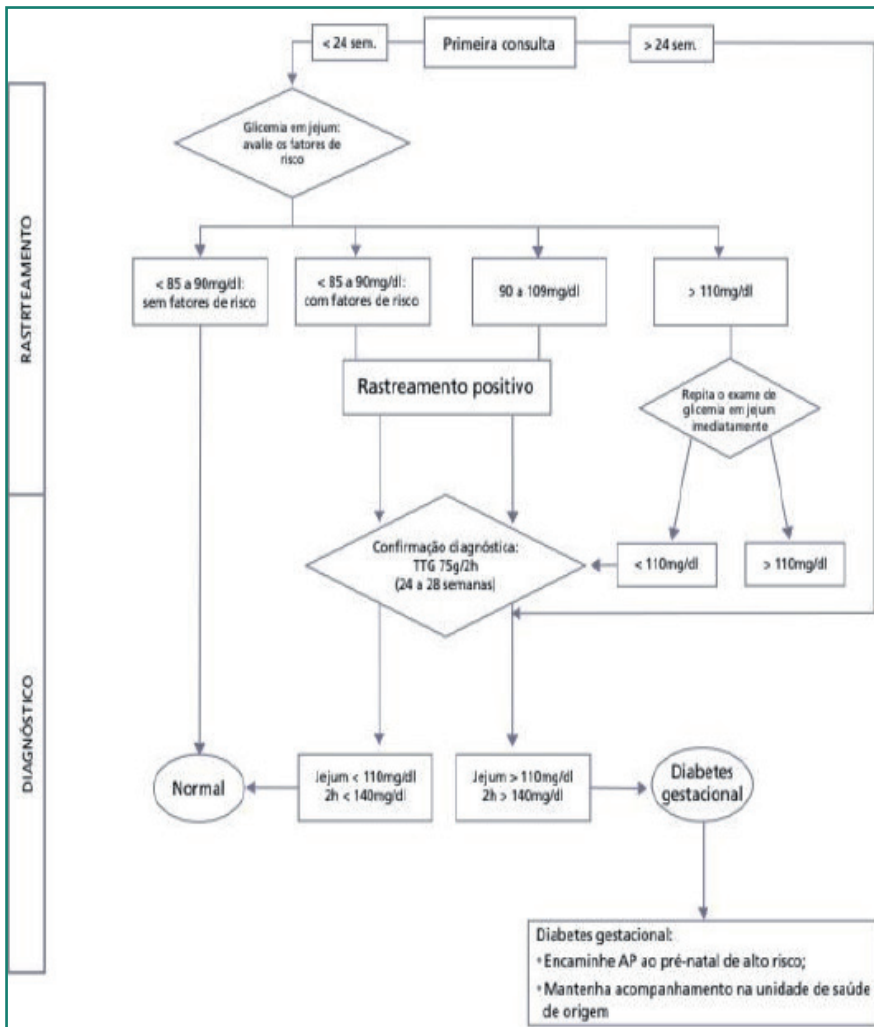 < 24 sem.
Primeira consulta
> 24 sem.
RASTRTEAMENTO
Glicemia em jejum:
avalie os fatores de
risco
< 85 a 90mg/dl:
sem fatores de risco
< 85 a 90mg/dl:
com fatores de risco
90 a 109mg/dl
> 110mg/dl
Rastreamento positivo
Repita o exame de
glicemia em jejum
imediatamente
DIAGNÓSTICO
Confirmação diagnóstica:
TTG 75g/2h
(24 a 28 semanas)
< 110mg/dl
> 110mg/dl
Normal
Jejum < 110mg/dl
2h < 140mg/dl
Jejum > 110mg/dl
2h > 140mg/dl
Diabetes
gestacional
Diabetes gestacional:
• Encaminhe AP ao pré-natal de alto risco;
• Mantenha acompanhamento na unidade de saúde
de origem